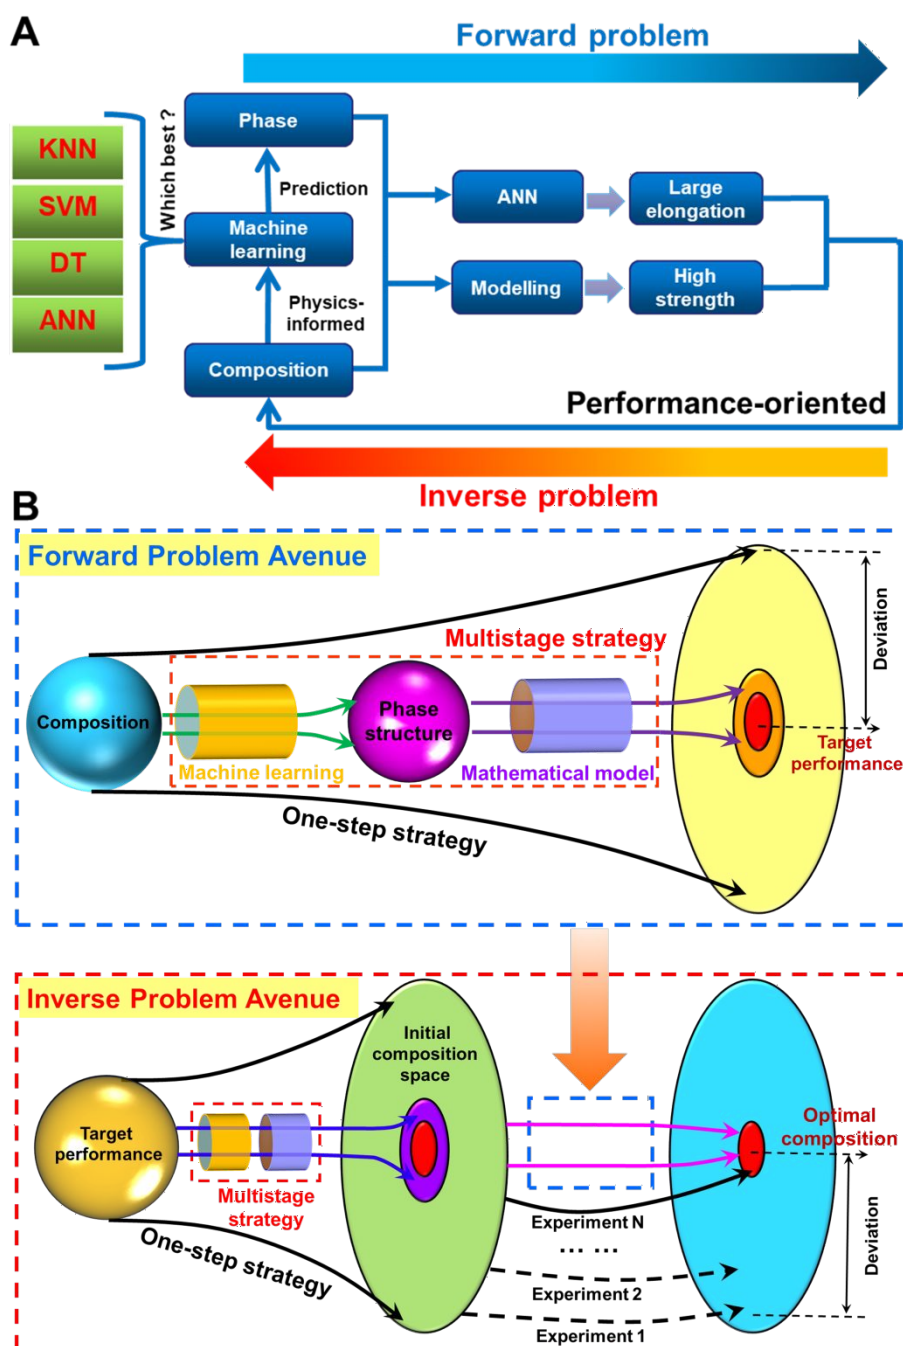 A
Forward problem
KNN
SVM
DT
ANN
Which best ?
Phase
Prediction
Machine
learning
Physics-
informed
Composition
ANN
Large
elongation
Modelling
High
strength
Performance-oriented
Inverse problem
B
Forward Problem Avenue
Deviation
Multistage strategy
Composition
Phase
structure
Machine learning
Mathematical model
Target
performance
One-step strategy
Inverse Problem Avenue
Initial
composition
space
Target
performance
Multistage
strategy
One-step strategy
Optimal
composition
Experiment N
... ...
Experiment 2
Experiment 1
Deviation